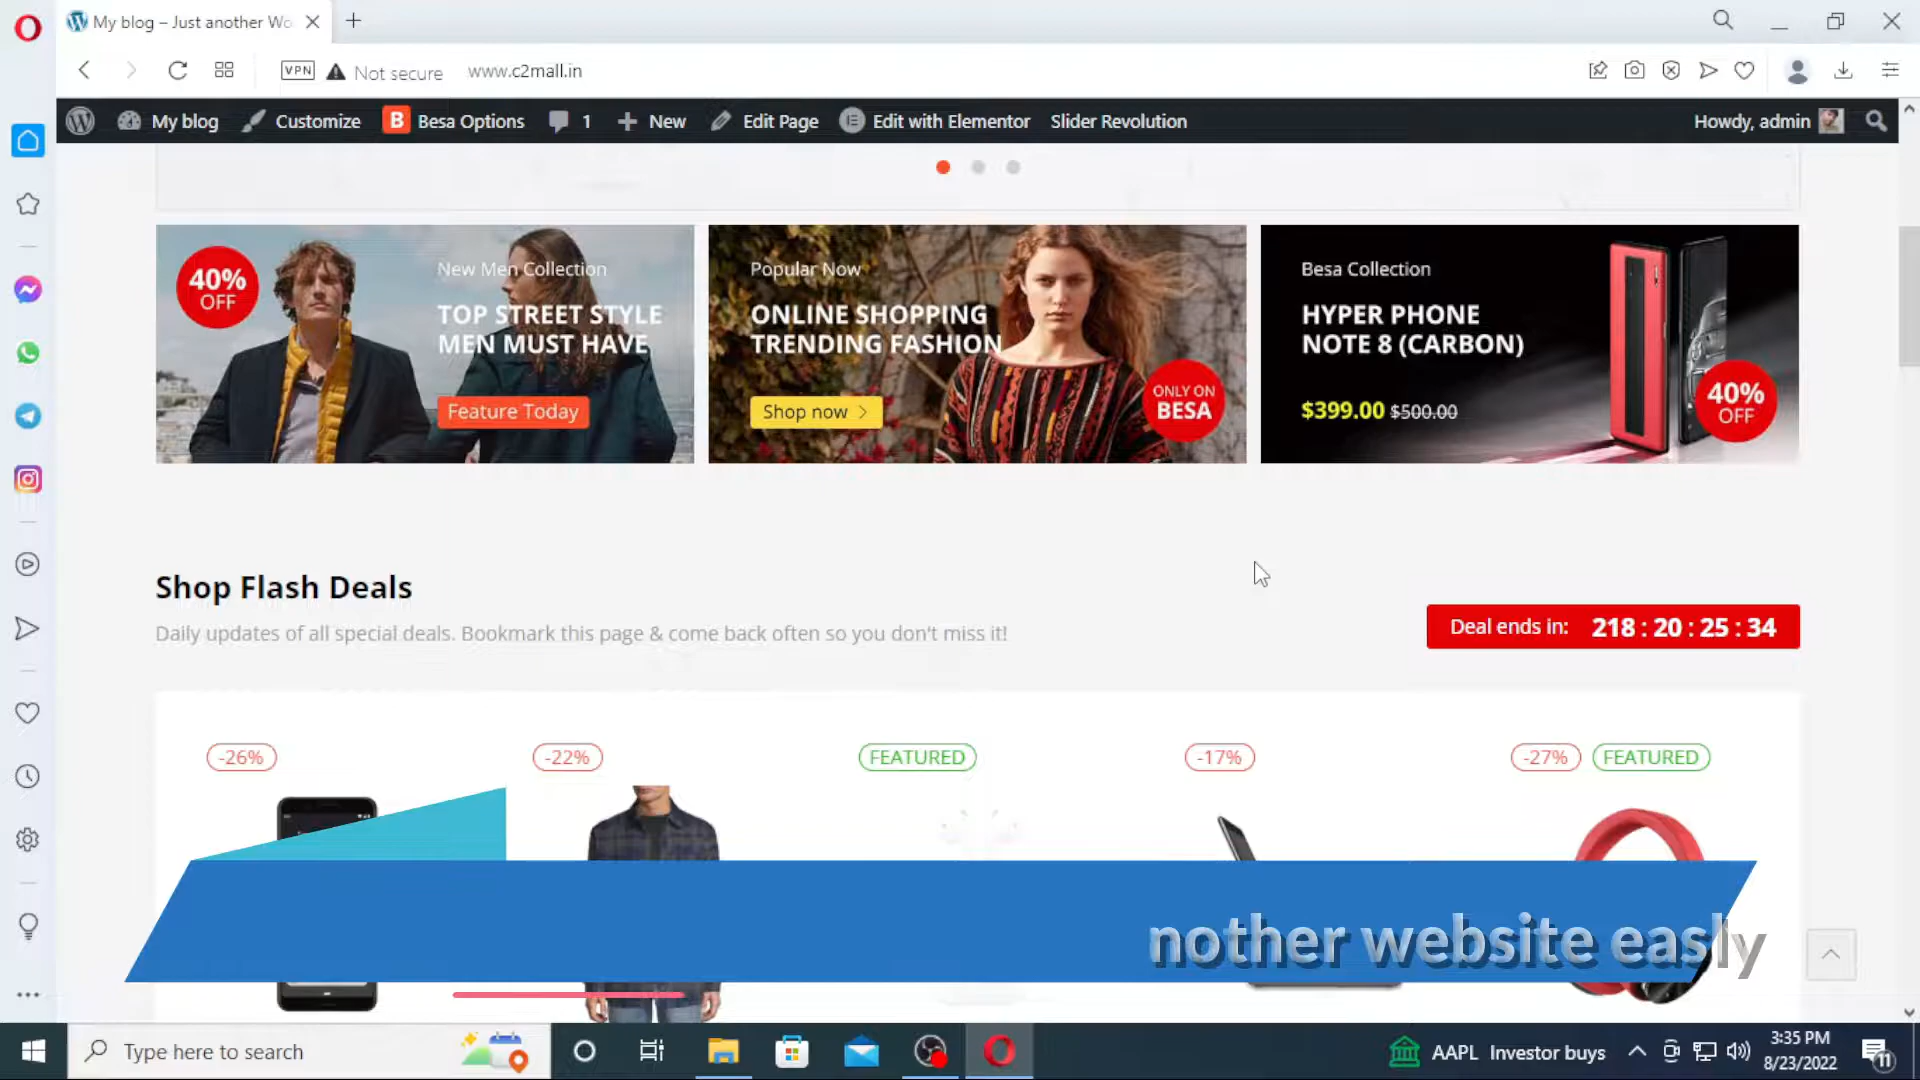 My blog – Just another Wo
VPN
Not secure
www.c2mall.in
My blog
Customize
B
Besa Options
1
New
Edit Page
Edit with Elementor
Slider Revolution
Howdy, admin
40%
OFF
New Men Collection
TOP STREET STYLE
MEN MUST HAVE
Feature Today
Popular Now
ONLINE SHOPPING
TRENDING FASHION
Shop now
ONLY ON
BESA
Besa Collection
HYPER PHONE
NOTE 8 (CARBON)
$399.00 $500.00
40%
OFF
Shop Flash Deals
Daily updates of all special deals. Bookmark this page & come back often so you don't miss it!
Deal ends in: 218 : 20 : 25 : 34
-26%
-22%
FEATURED
-17%
-27%
FEATURED
nother website easly
Type here to search
AAPL Investor buys
3:35 PM
8/23/2022
11